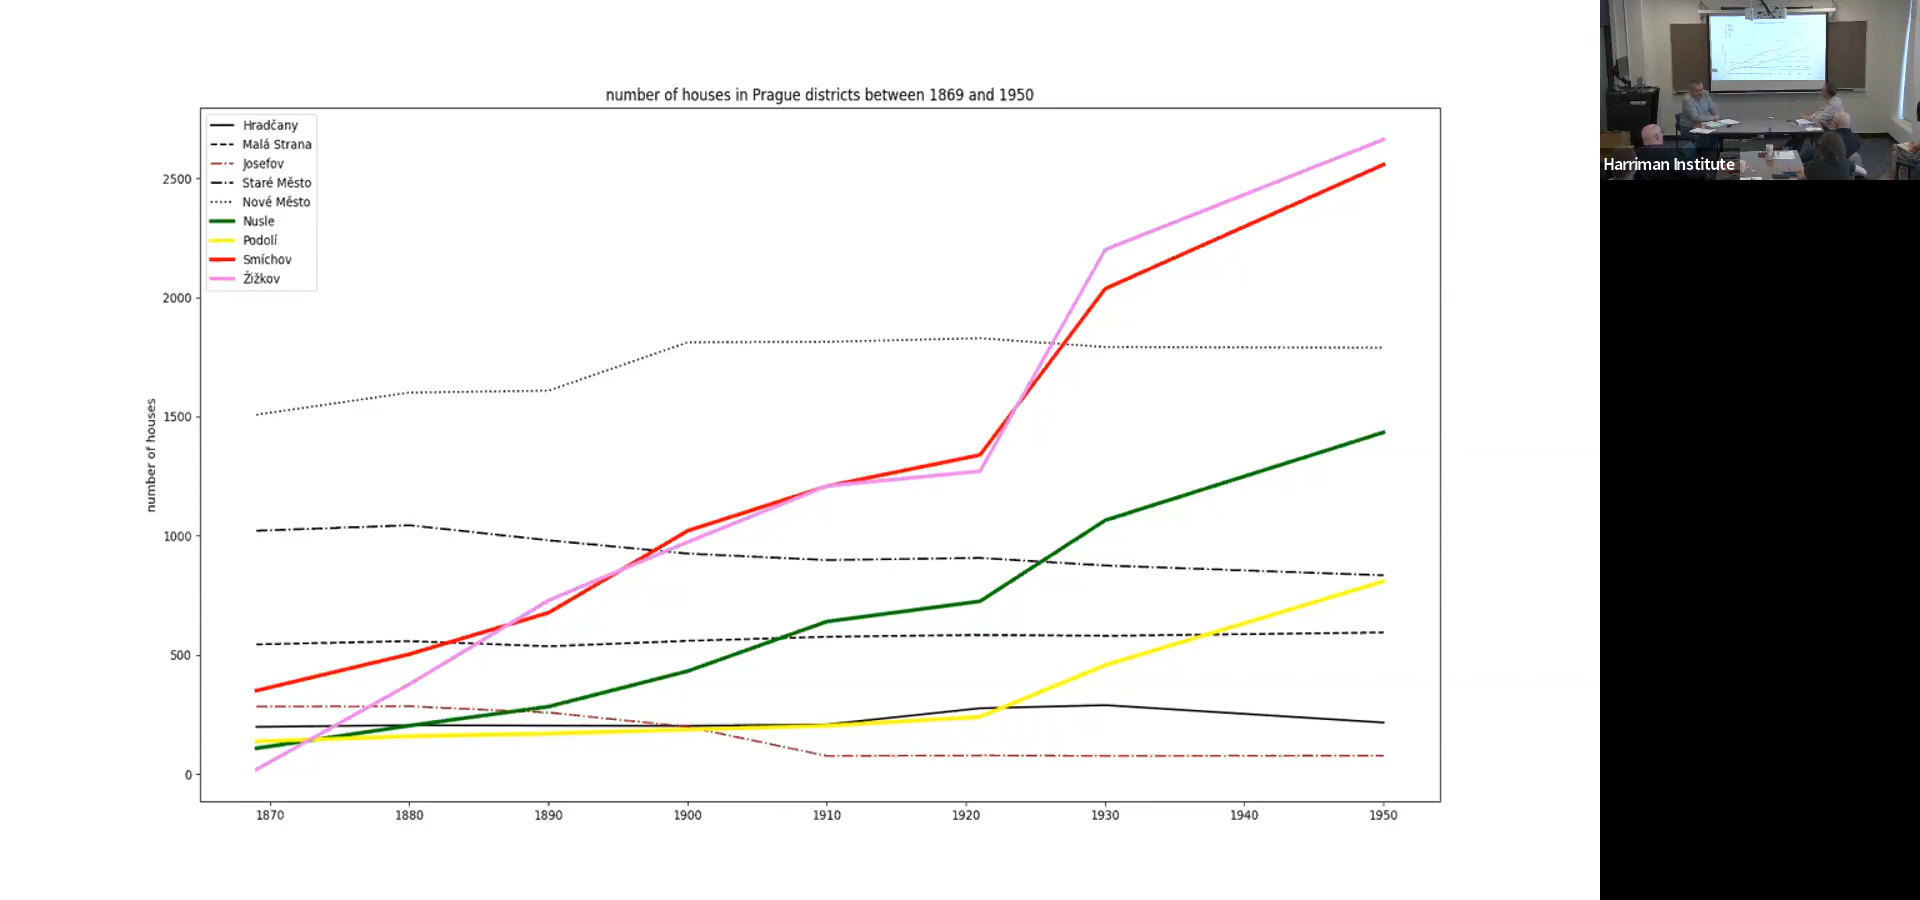 number of houses in Prague districts between 1869 and 1950
Hradčany
Malá Strana
Josefov
Staré Město
Nové Město
Nusle
Podolí
Smíchov
Žižkov
number of houses
2500
2000
1500
1000
500
0
1870 1880 1890 1900 1910 1920 1930 1940 1950
Harriman Institute